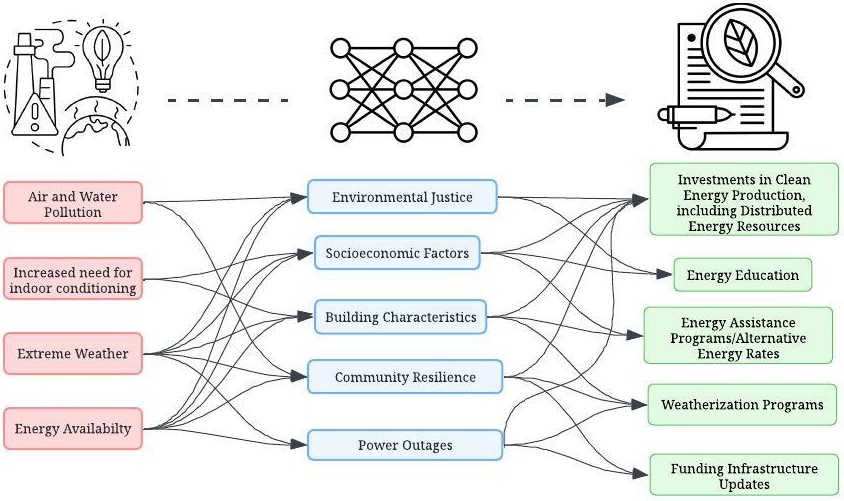 Air and Water
Pollution
Increased need for
indoor conditioning
Extreme Weather
Energy Availabilty
Environmental Justice
Socioeconomic Factors
Building Characteristics
Community Resilience
Power Outages
Investments in Clean
Energy Production,
including Distributed
Energy Resources
Energy Education
Energy Assistance
Programs/Alternative
Energy Rates
Weatherization Programs
Funding Infrastructure
Updates